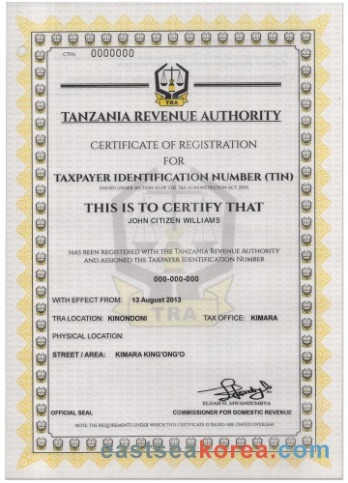 CTIN: 0000000
TRA
TANZANIA REVENUE AUTHORITY
CERTIFICATE OF REGISTRATION
FOR
TAXPAYER IDENTIFICATION NUMBER (TIN)
ISSUED UNDER SECTION 22 OF THE TAX ADMINISTRATION ACT 2015
THIS IS TO CERTIFY THAT
JOHN CITIZEN WILLIAMS
HAS BEEN REGISTERED WITH THE TANZANIA REVENUE AUTHORITY
AND ASSIGNED THE TAXPAYER IDENTIFICATION NUMBER
000-000-000
TRA
WITH EFFECT FROM: 13 August 2013
TRA LOCATION: KINONDONI TAX OFFICE: KIMARA
PHYSICAL LOCATION:
STREET / AREA: KIMARA KING'ONG'O
ELIJAH G. MWANDUMBYA
OFFICIAL SEAL COMMISSIONER FOR DOMESTIC REVENUE
NOTE: THE REQUIREMENTS UNDER WHICH THIS CERTIFICATE IS ISSUED ARE STATED OVERLEAF
eastseakorea.com